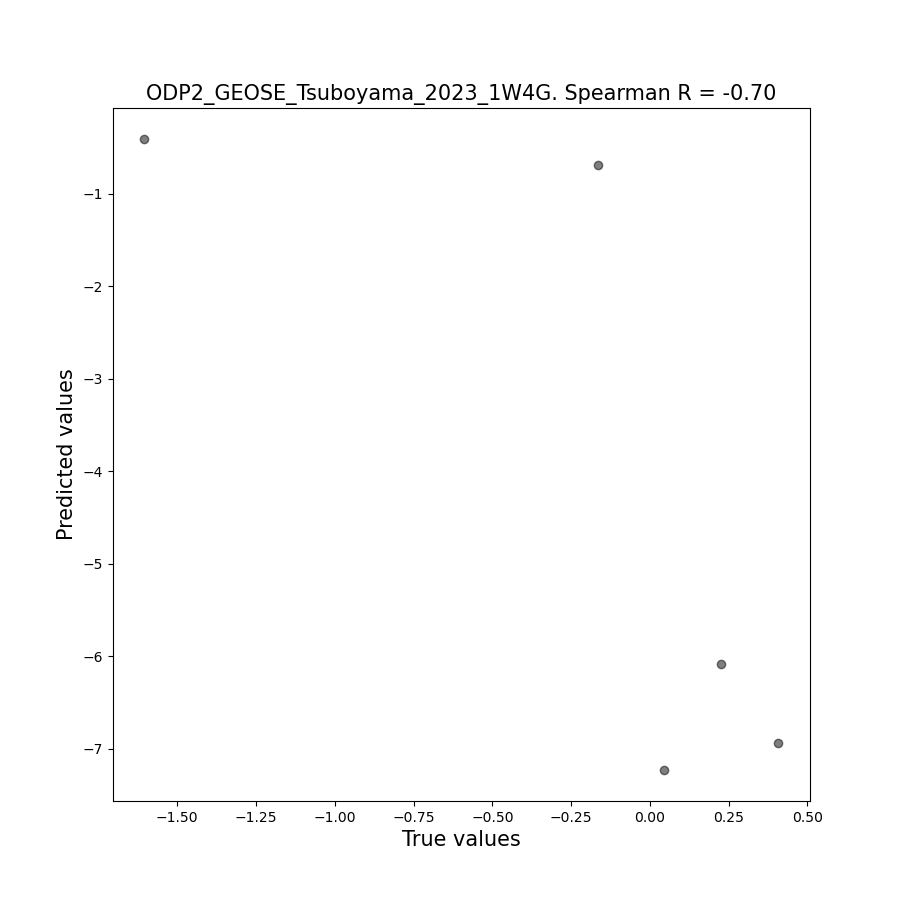 ODP2_GEOSE_Tsuboyama_2023_1W4G. Spearman R = -0.70
−1
−2
−3
−4
−5
−6
−7
Predicted values
−1.50 −1.25 −1.00 −0.75 −0.50 −0.25 0.00 0.25 0.50
True values